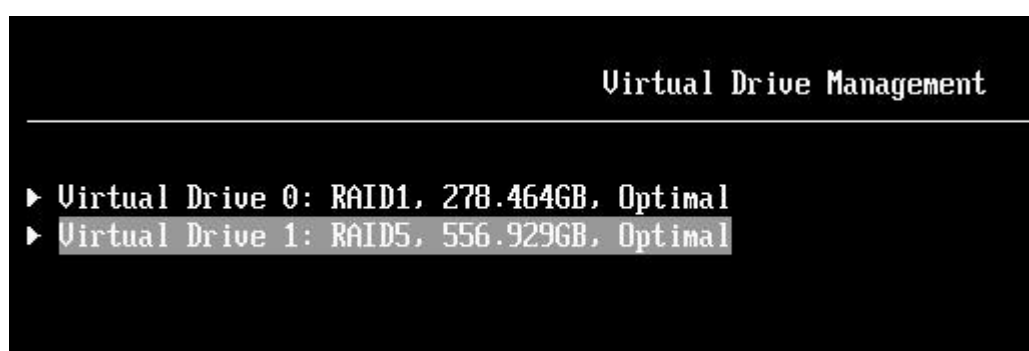 Virtual Drive Management
Virtual Drive 0: RAID1, 278.464GB, Optimal
Virtual Drive 1: RAID5, 556.929GB, Optimal